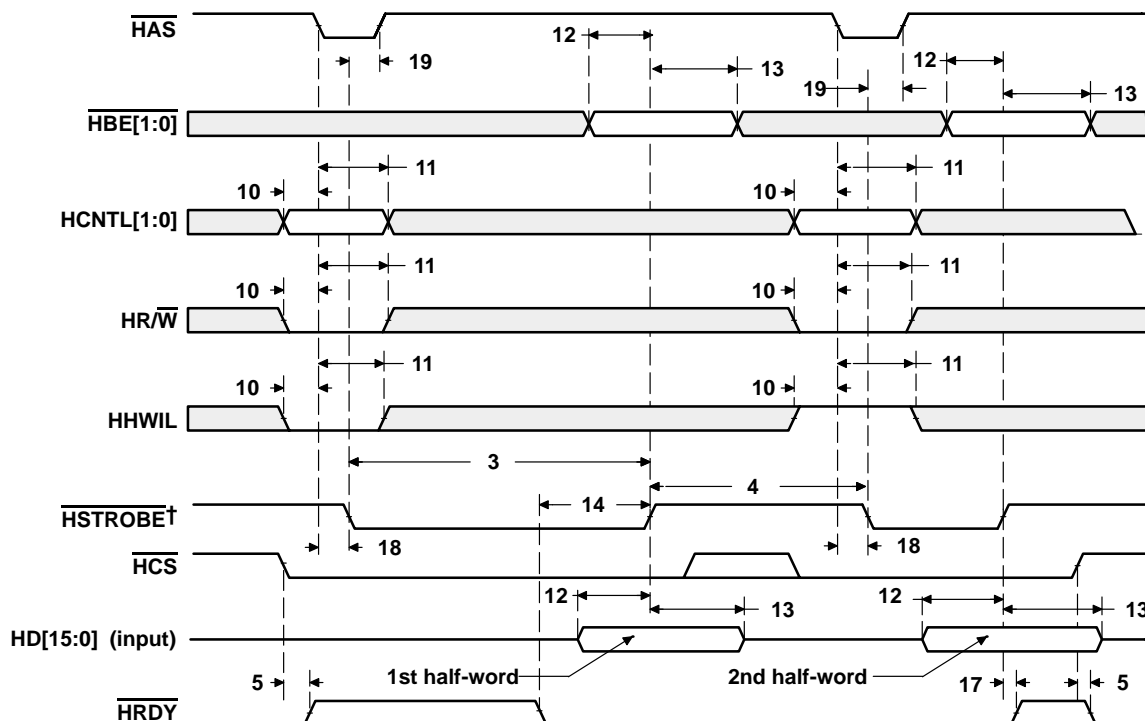 HAS
12
19
13
12
19
13
HBE[1:0]
11
11
10
10
HCNTL[1:0]
11
11
10
10
HR/W
11
11
10
10
HHWIL
3
4
14
HSTROBE†
18
18
HCS
12
13
12
13
HD[15:0] (input)
1st half-word
2nd half-word
5
17
5
HRDY